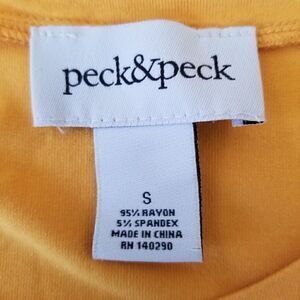 peck&peck
S
95% RAYON
5% SPANDEX
MADE IN CHINA
RN 140290